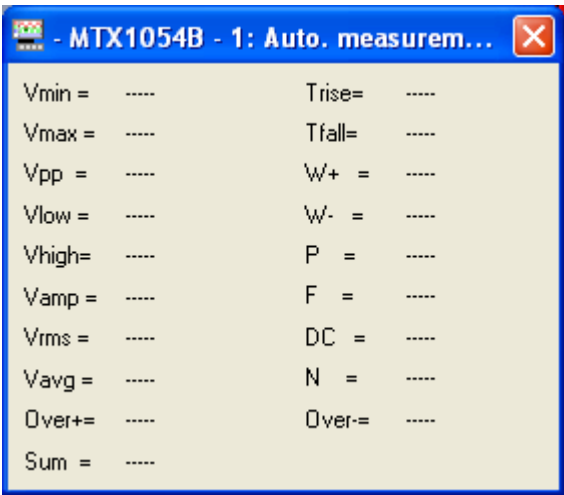 - MTX1054B - 1: Auto. measurem...
Vmin = ----- Trise= -----
Vmax = ----- Tfall= -----
Vpp = ----- W+ = -----
Vlow = ----- W- = -----
Vhigh= ----- P = -----
Vamp = ----- F = -----
Vrms = ----- DC = -----
Vavg = ----- N = -----
Over+= ----- Over-= -----
Sum = -----